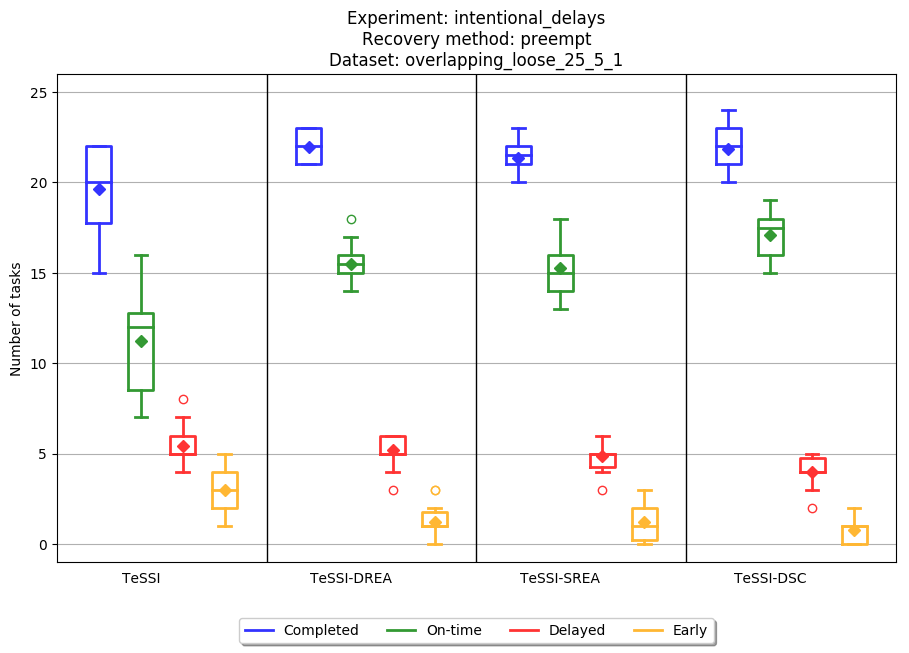 Experiment: intentional_delays
Recovery method: preempt
Dataset: overlapping_loose_25_5_1
25
20
15
10
5
0
Number of tasks
TeSSI
TeSSI-DREA
TeSSI-SREA
TeSSI-DSC
Completed
On-time
Delayed
Early